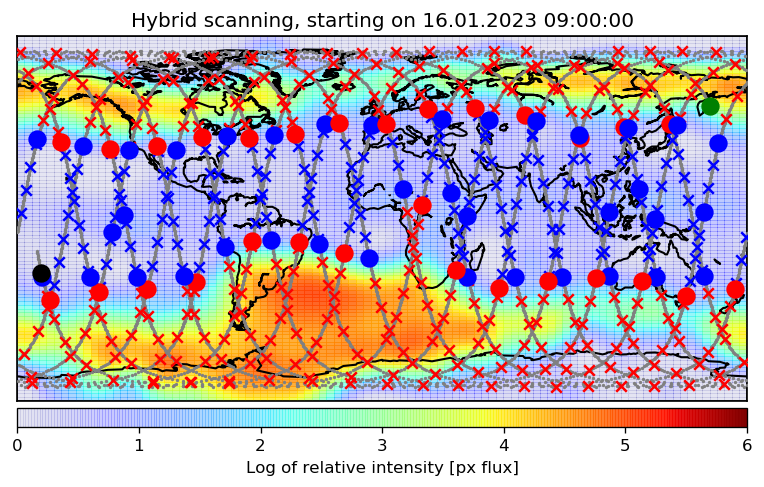 Hybrid scanning, starting on 16.01.2023 09:00:00
0 1 2 3 4 5 6
Log of relative intensity [px flux]